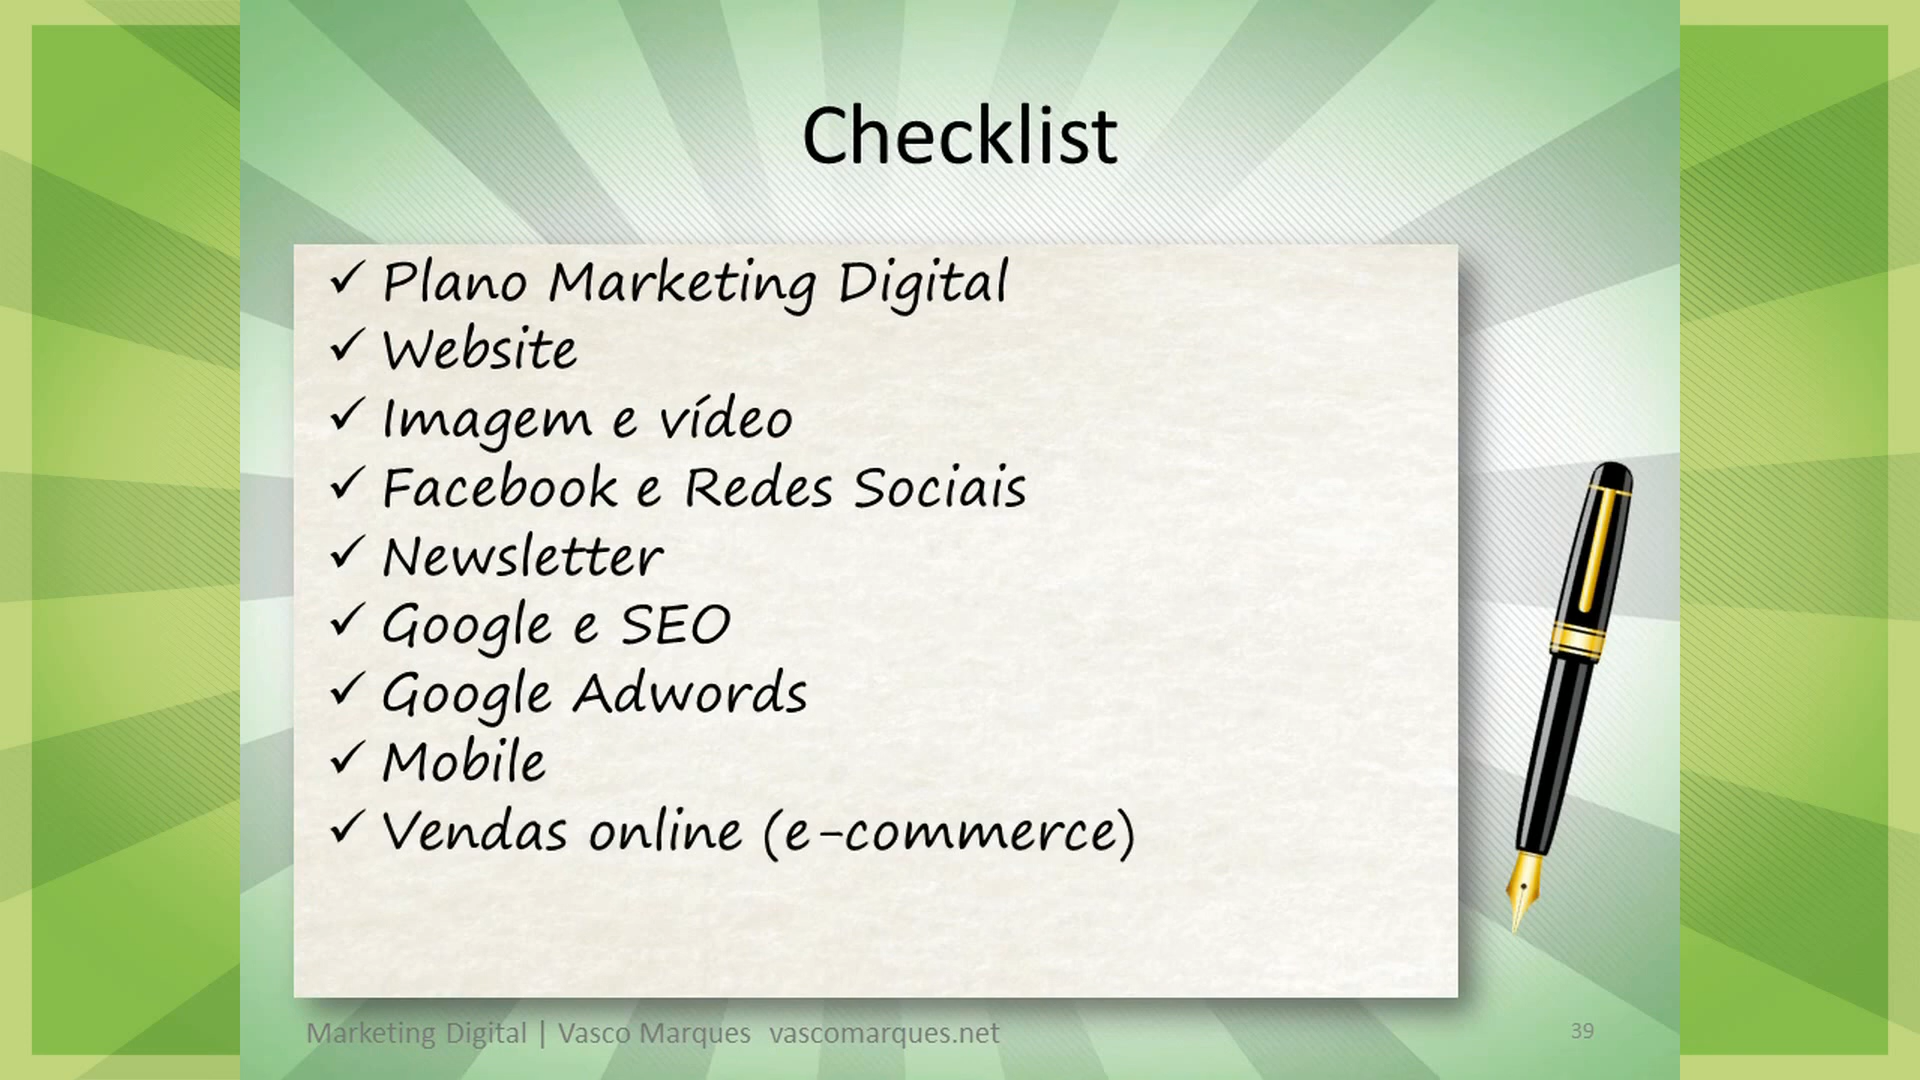 Checklist
✓ Plano Marketing Digital
✓ Website
✓ Imagem e vídeo
✓ Facebook e Redes Sociais
✓ Newsletter
✓ Google e SEO
✓ Google Adwords
✓ Mobile
✓ Vendas online (e-commerce)
Marketing Digital | Vasco Marques vascomarques.net
39